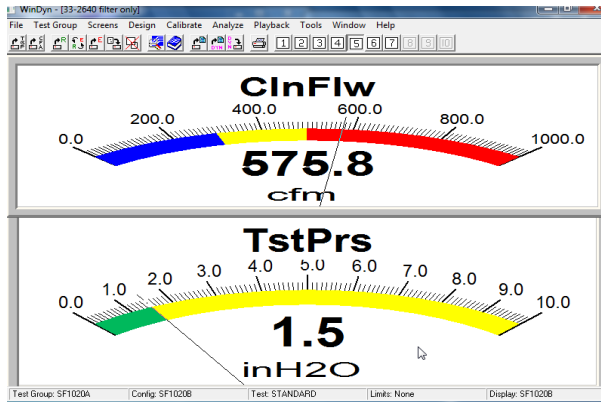 WinDyn - [33-2640 filter only]
File Test Group Screens Design Calibrate Analyze Playback Tools Window Help
1 2 3 4 5 6 7 8 9 10
ClnFlw
0.0 200.0 400.0 600.0 800.0 1000.0
575.8
cfm
TstPrs
0.0 1.0 2.0 3.0 4.0 5.0 6.0 7.0 8.0 9.0 10.0
1.5
inH2O
Test Group: SF1020A Config: SF1020B Test: STANDARD Limits: None Display: SF1020B